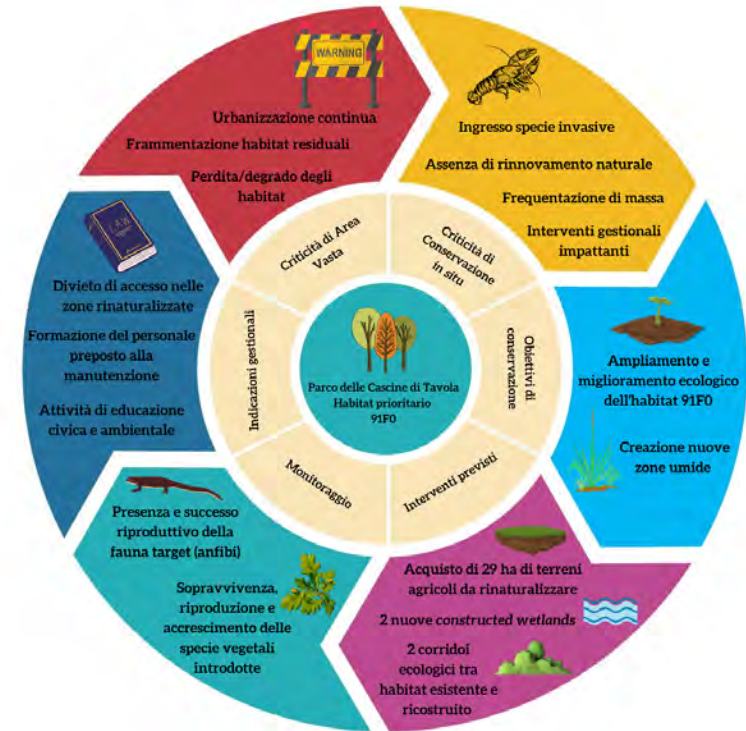 WARNING
Urbanizzazione continua
Frammentazione habitat residuali
Perdita/degrado degli
habitat
Ingresso specie invasive
Assenza di rinnovamento naturale
Frequentazione di massa
Interventi gestionali
impattanti
Ampliamento e
miglioramento ecologico
dell'habitat 91F0
Creazione nuove
zone umide
Acquisto di 29 ha di terreni
agricoli da rinaturalizzare
2 nuove constructed wetlands
2 corridoi
ecologici tra
habitat esistente e
ricostruito
Presenza e successo
riproduttivo della
fauna target (anfibi)
Sopravvivenza,
riproduzione e
accrescimento delle
specie vegetali
introdotte
LAW
Divieto di accesso nelle
zone rinaturalizzate
Formazione del personale
preposto alla
manutenzione
Attività di educazione
civica e ambientale
Criticità di Area
Vasta
Criticità di
Conservazione
in situ
Obiettivi di
conservazione
Interventi previsti
Monitoraggio
Indicazioni gestionali
Parco delle Cascine di Tavola
Habitat prioritario
91F0